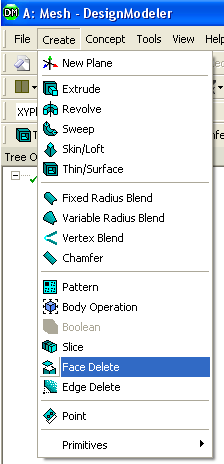 A: Mesh - DesignModeler
File Create Concept Tools View
New Plane
Extrude
Revolve
XYPl
Sweep
Skin/Loft
Thin/Surface
Tree O
Fixed Radius Blend
Variable Radius Blend
Vertex Blend
Chamfer
Pattern
Body Operation
Boolean
Slice
Face Delete
Edge Delete
Point
Primitives